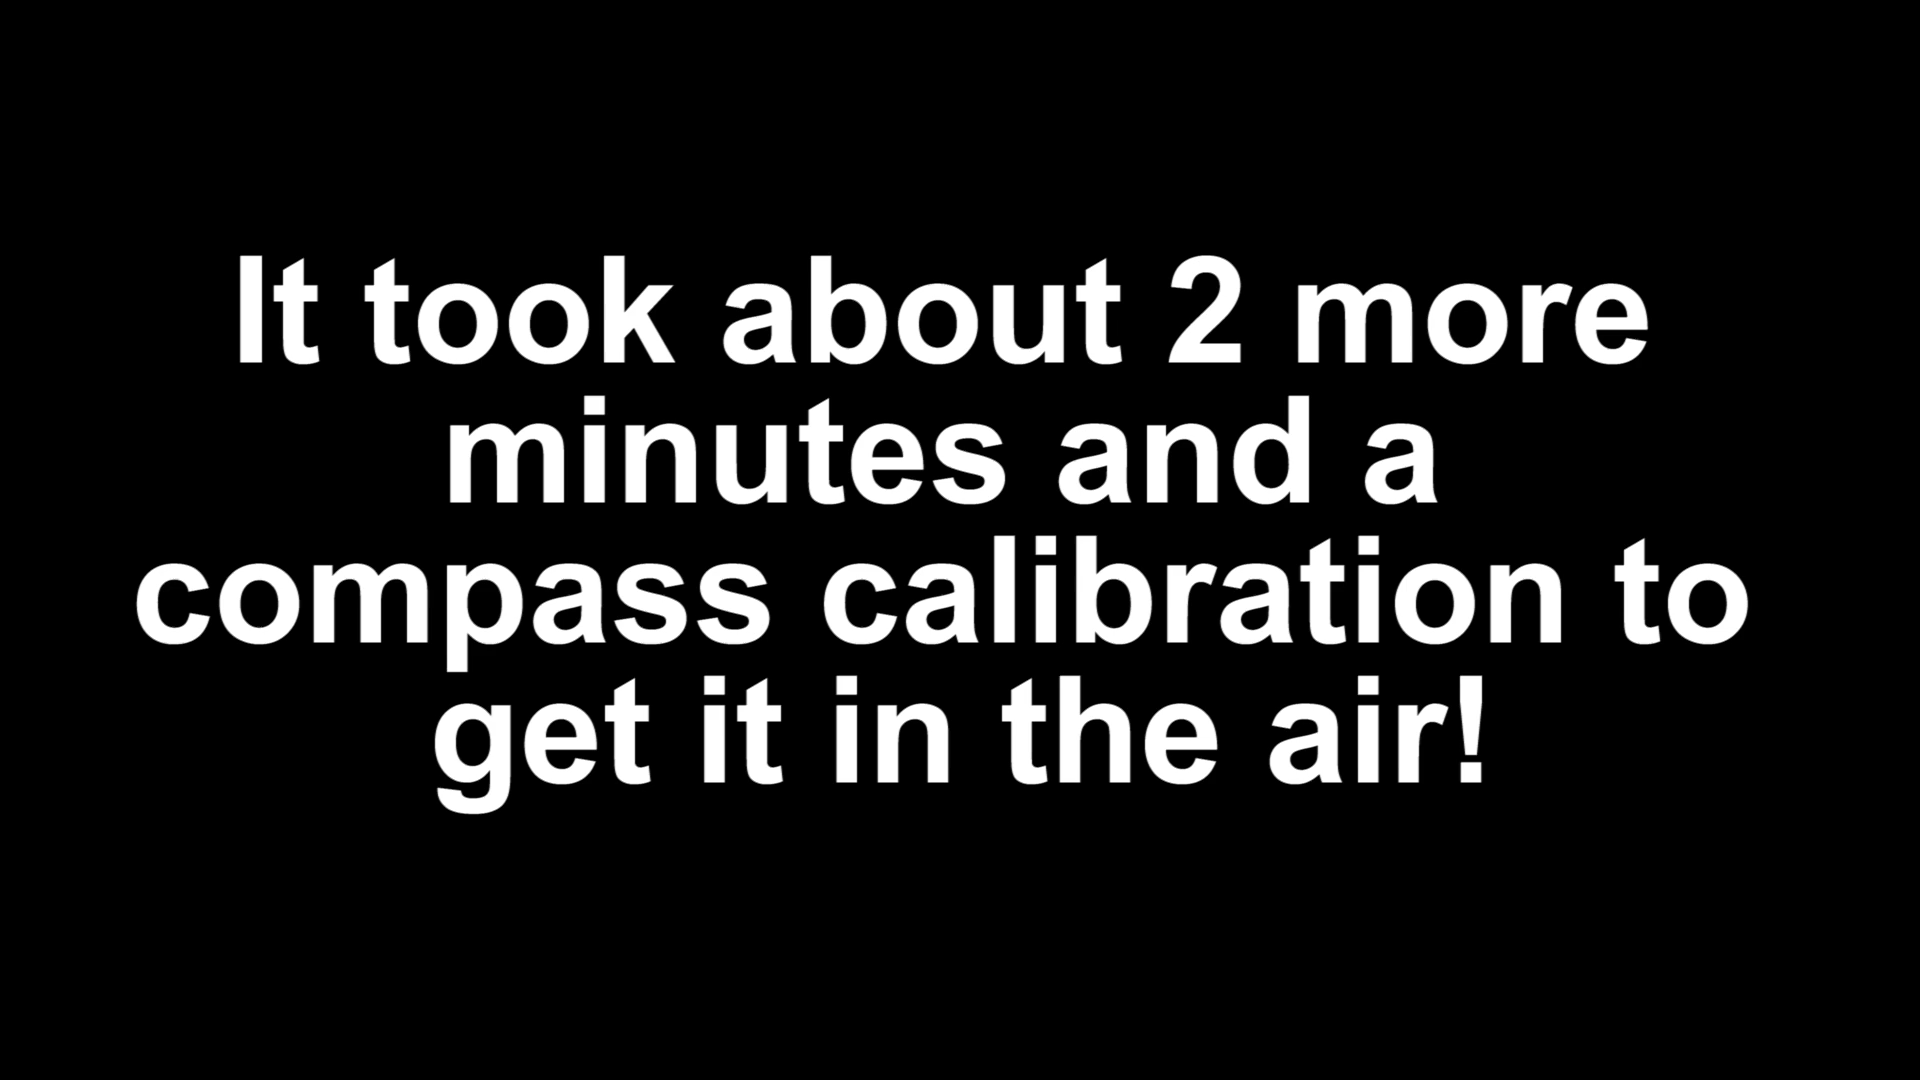 It took about 2 more
minutes and a
compass calibration to
get it in the air!